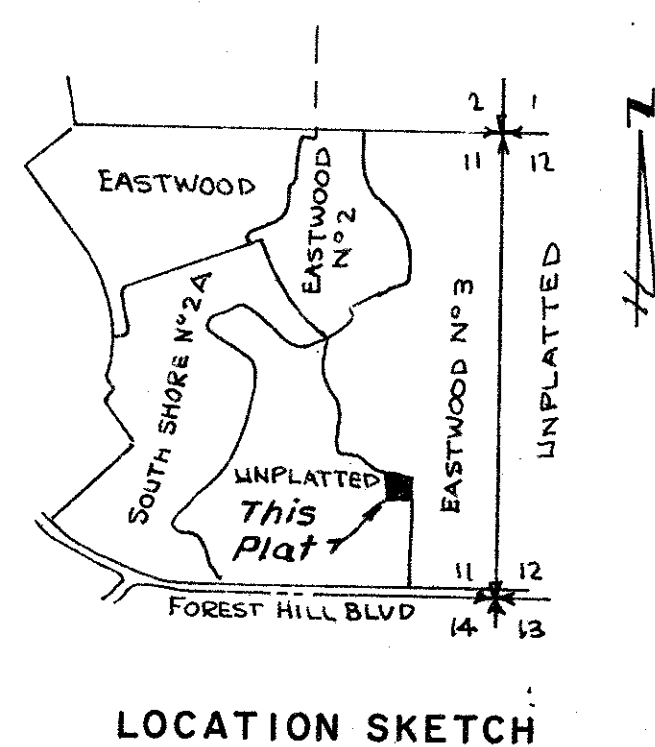 N
2 1
11 12
EASTWOOD
EASTWOOD
Nº 2
SOUTH SHORE Nº 2A
EASTWOOD Nº 3
UNPLATTED
UNPLATTED
This
Plat
11 12
14 13
FOREST HILL BLVD
LOCATION SKETCH